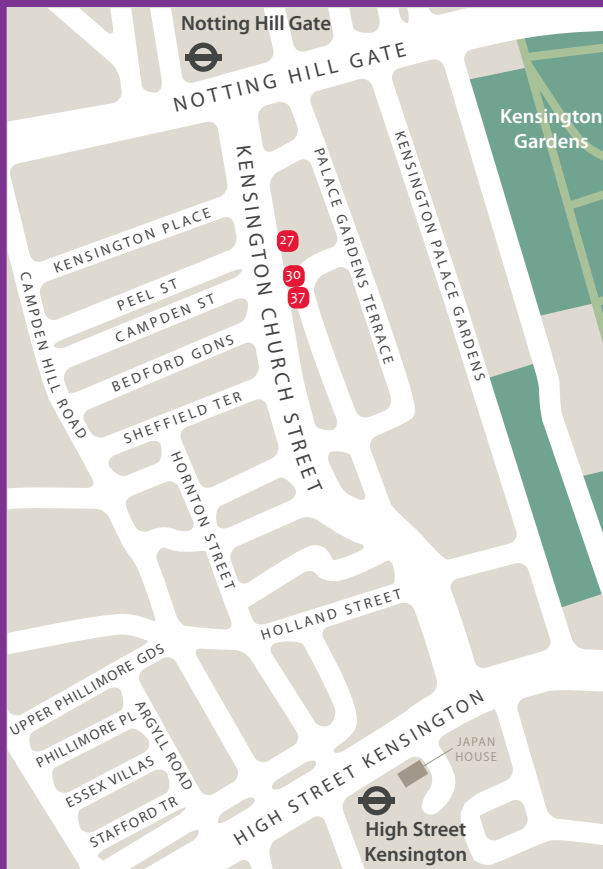 Notting Hill Gate
NOTTING HILL GATE
Kensington
Gardens
KENSINGTON CHURCH STREET
PALACE GARDENS TERRACE
KENSINGTON PALACE GARDENS
KENSINGTON PLACE
27
PEEL ST
30
37
CAMPDEN ST
CAMPDEN HILL ROAD
BEDFORD GDNS
SHEFFIELD TER
HORNTON STREET
HOLLAND STREET
UPPER PHILLIMORE GDS
PHILLIMORE PL
ARGYLL ROAD
ESSEX VILLAS
STAFFORD TR
HIGH STREET KENSINGTON
JAPAN
HOUSE
High Street
Kensington